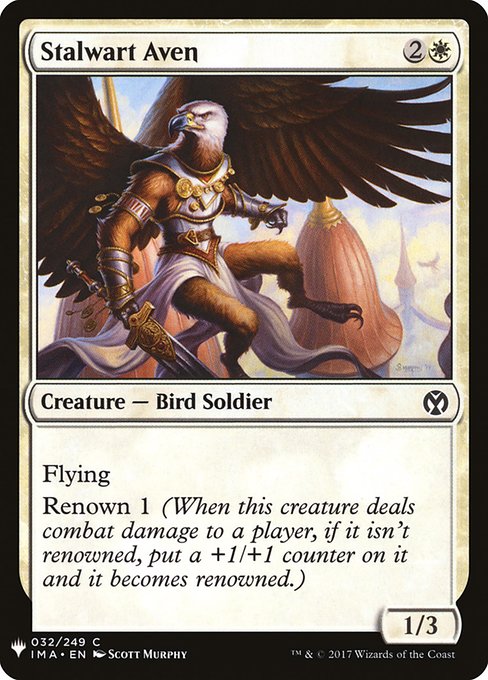 Stalwart Aven 2
Creature — Bird Soldier
Flying
Renown 1 (When this creature deals
combat damage to a player, if it isn't
renowned, put a +1/+1 counter on it
and it becomes renowned.)
1/3
032/249 C
IMA • EN Scott Murphy
™ & © 2017 Wizards of the Coast